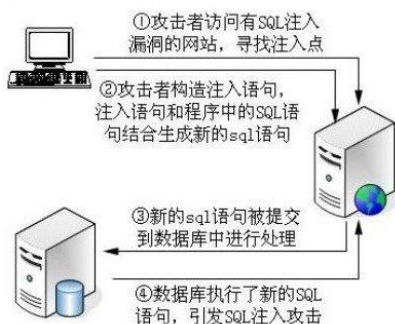 ①攻击者访问有SQL注入
漏洞的网站，寻找注入点
②攻击者构造注入语句，
注入语句和程序中的SQL语
句结合生成新的sql语句
③新的sql语句被提交
到数据库中进行处理
④数据库执行了新的SQL
语句，引发SQL注入攻击